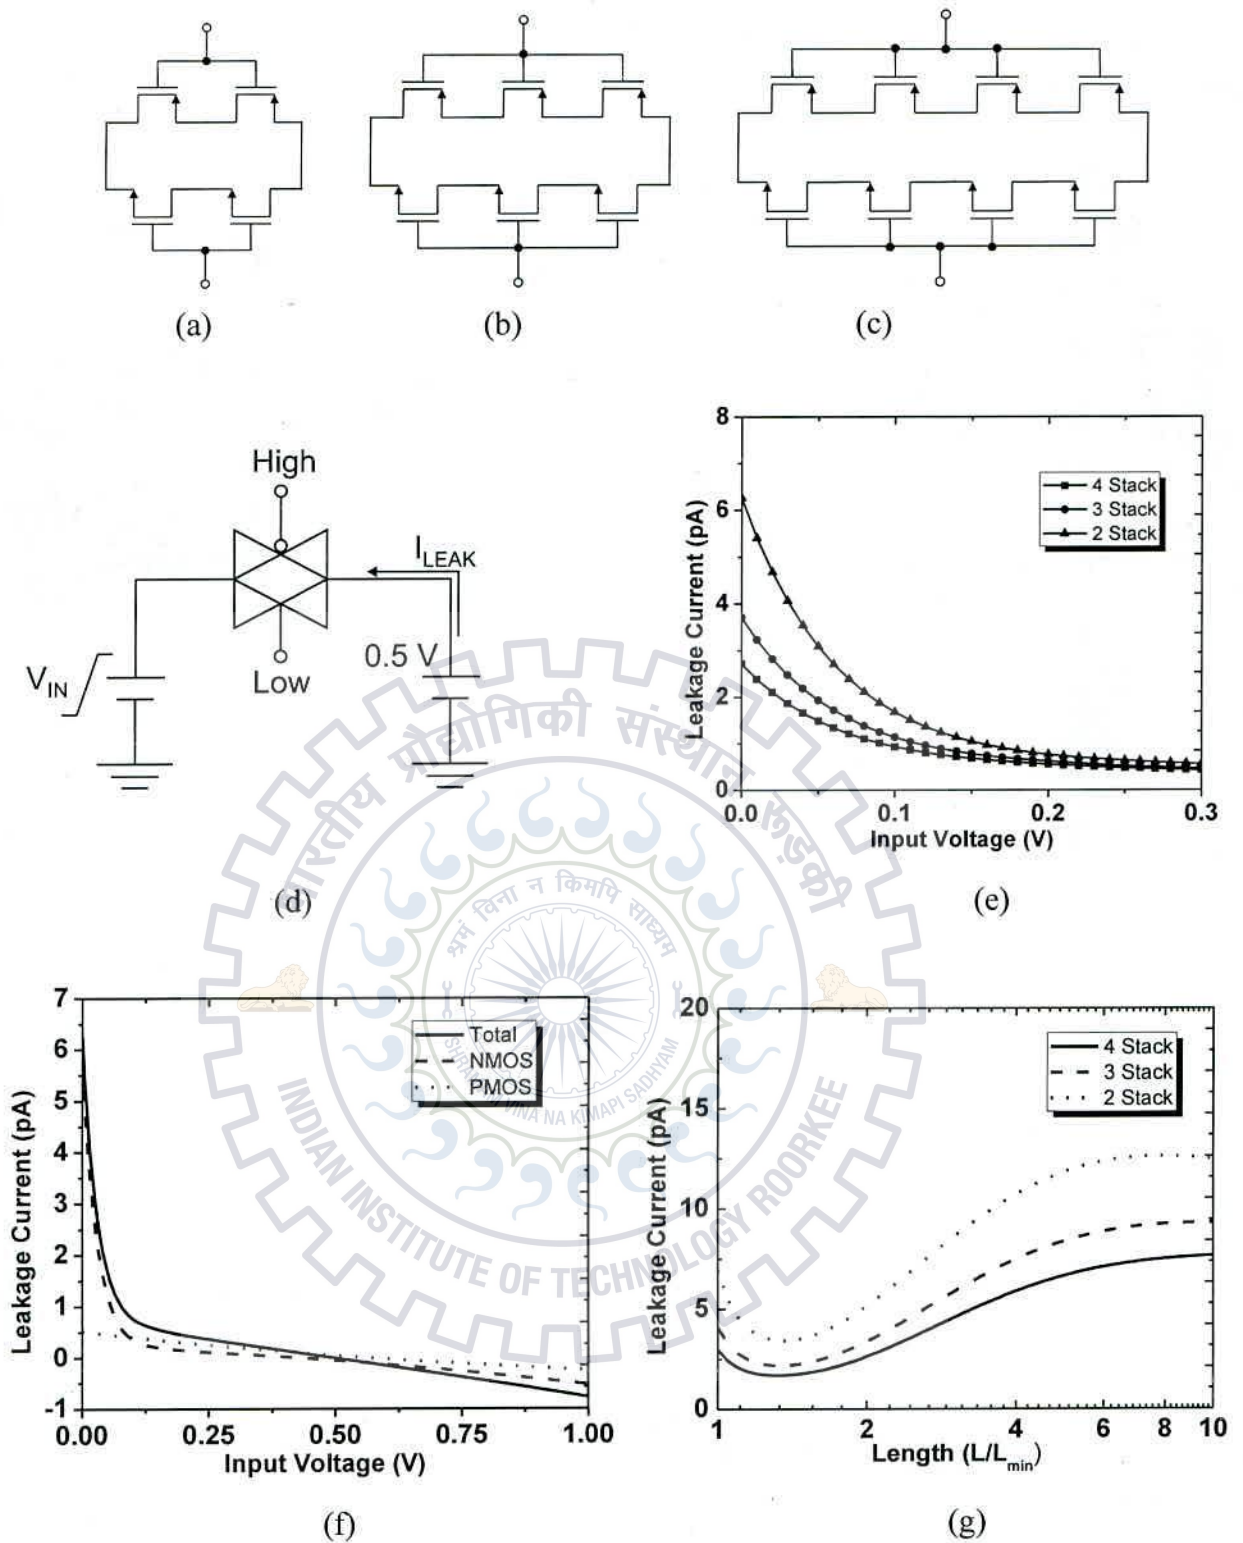 (a)
(b)
(c)
High
I_LEAK
V_IN
0.5 V
Low
(d)
8
6
4
2
0
Leakage Current (pA)
4 Stack
3 Stack
2 Stack
0.0 0.1 0.2 0.3
Input Voltage (V)
(e)
7
6
5
4
3
2
1
0
-1
Leakage Current (pA)
Total
NMOS
PMOS
0.00 0.25 0.50 0.75 1.00
Input Voltage (V)
(f)
20
15
10
5
0
Leakage Current (pA)
4 Stack
3 Stack
2 Stack
1 2 4 6 8 10
Length (L/L_min)
(g)
भारतीय प्रौद्योगिकी संस्थान रुड़की
श्रमं विना न किमपि साध्यम
SHRAMAM VINA NA KIMAPI SADHYAM
INDIAN INSTITUTE OF TECHNOLOGY ROORKEE